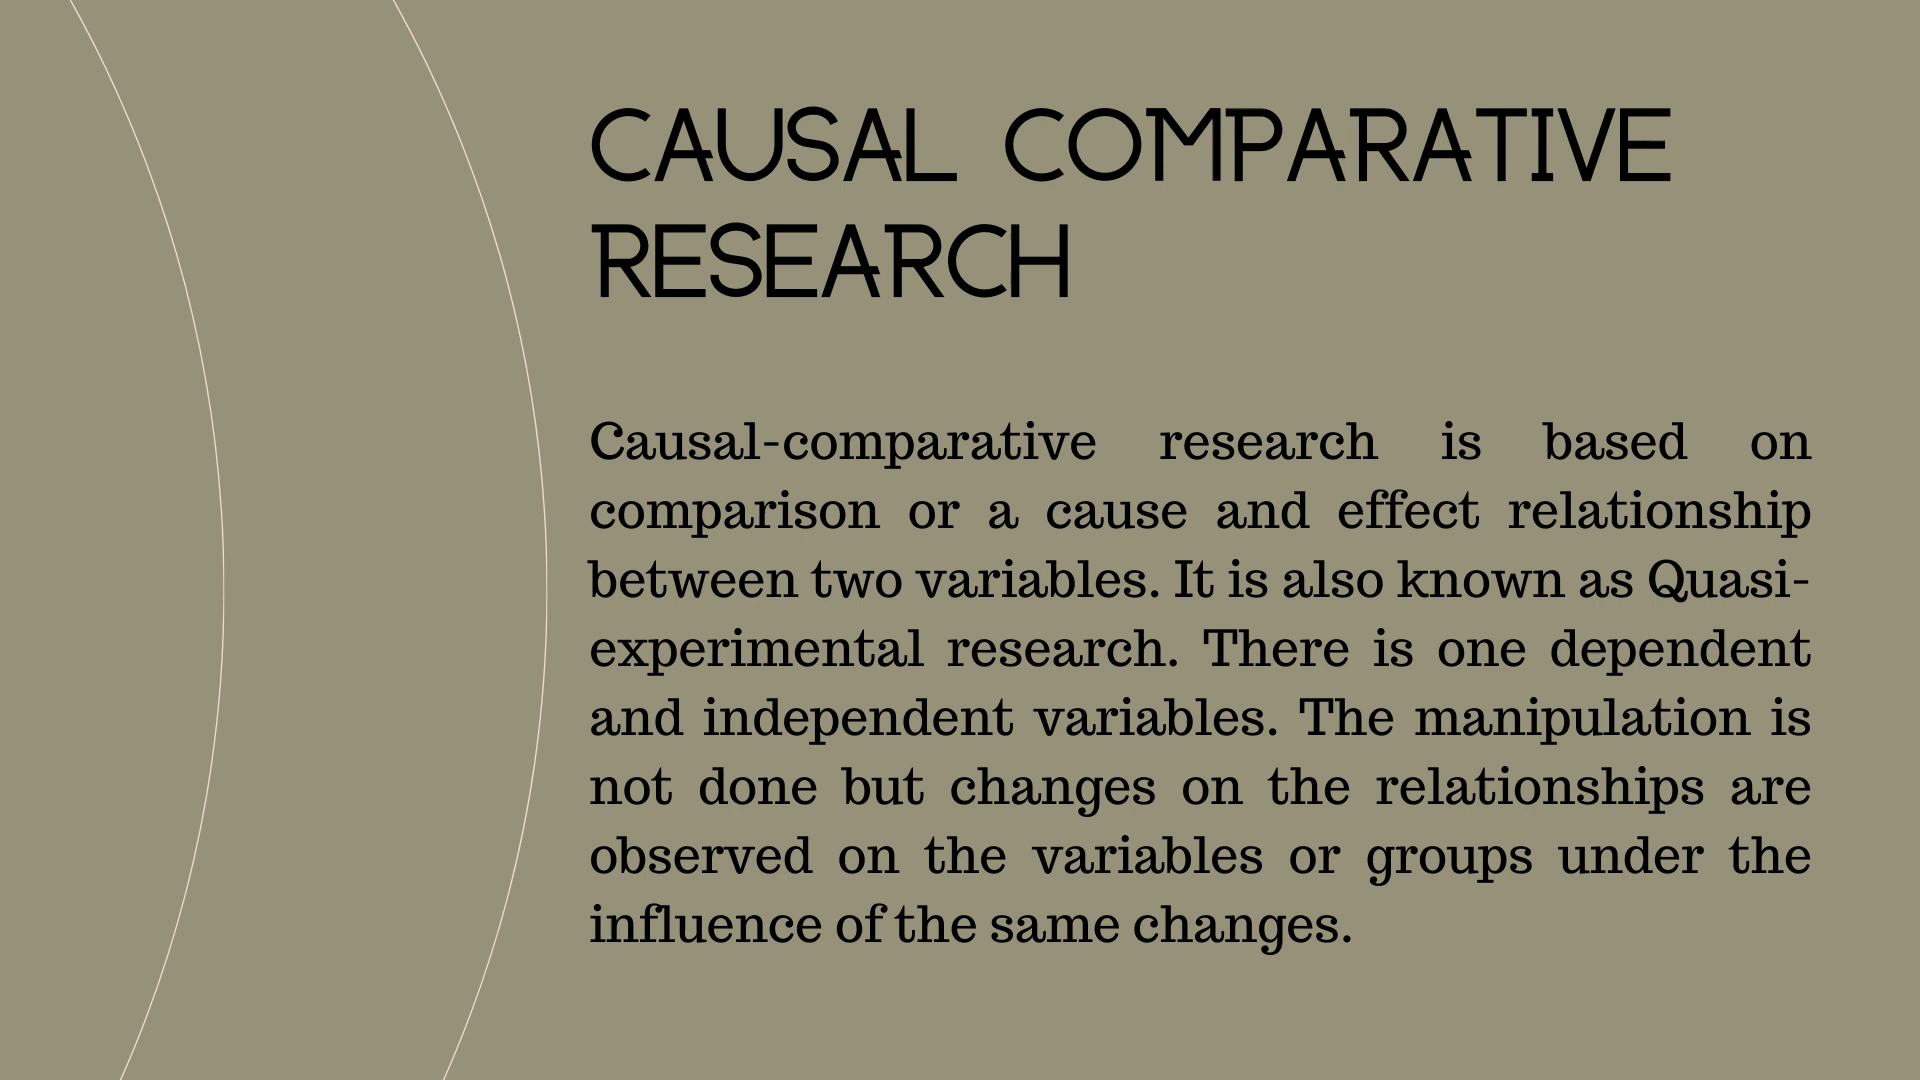 CAUSAL COMPARATIVE
RESEARCH
Causal-comparative research is based on
comparison or a cause and effect relationship
between two variables. It is also known as Quasi-
experimental research. There is one dependent
and independent variables. The manipulation is
not done but changes on the relationships are
observed on the variables or groups under the
influence of the same changes.